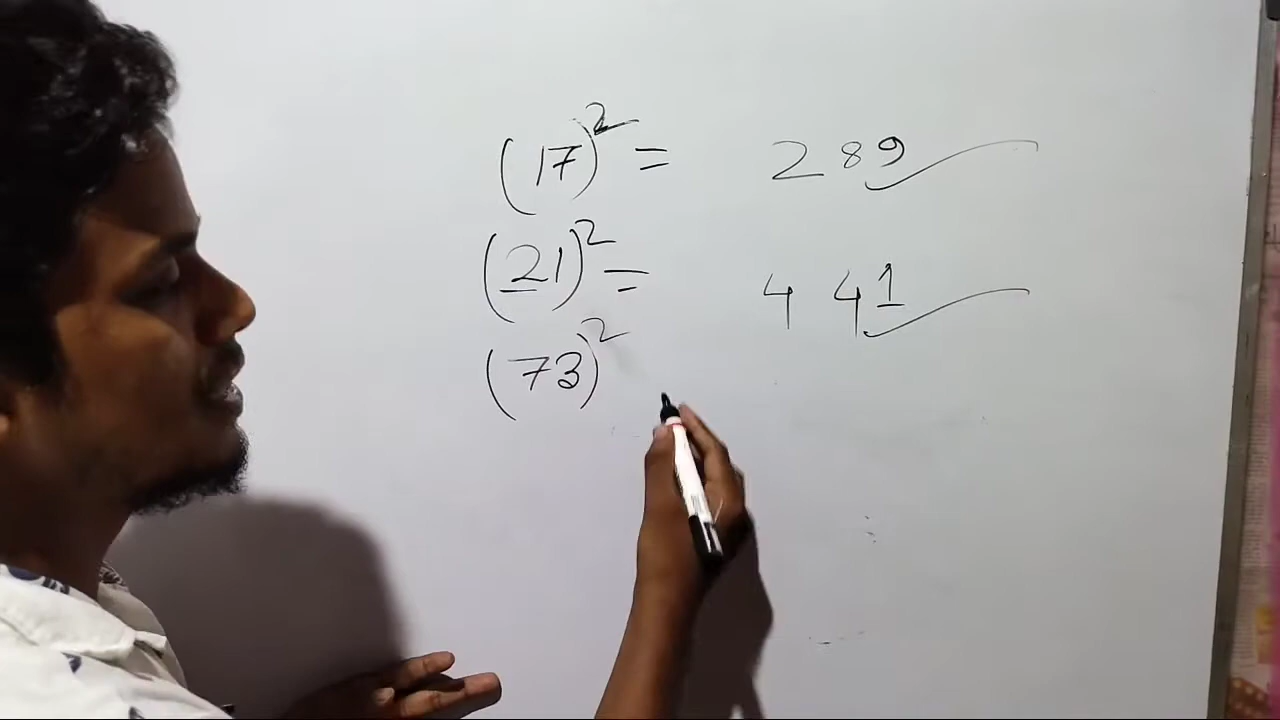 (17)² = 289
(21)² = 441
(73)²